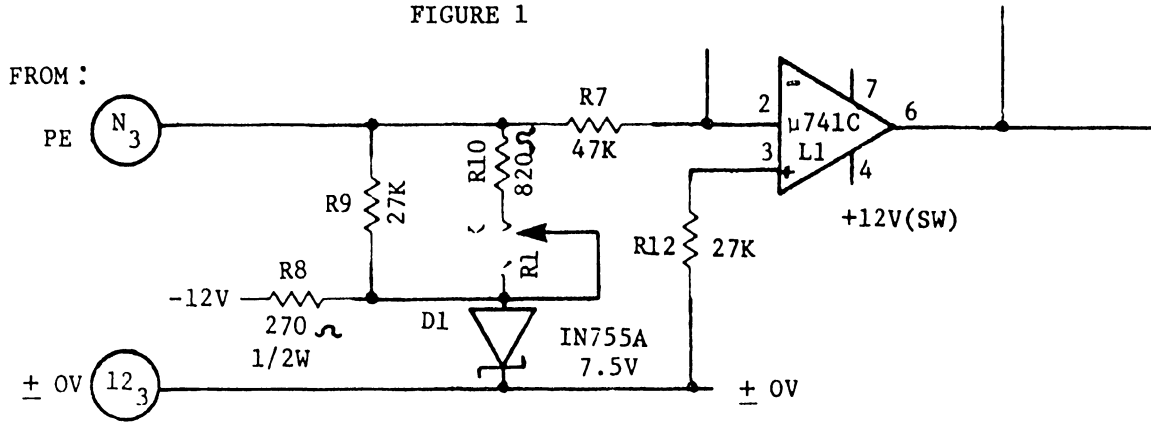 FIGURE 1
FROM:
PE
N3
R7
47K
2
3
-
+
μ741C
L1
7
6
4
+12V(SW)
R9
27K
R10
820Ω
R1
R12
27K
R8
-12V
270 Ω
1/2W
D1
IN755A
7.5V
± OV
12 3
± OV